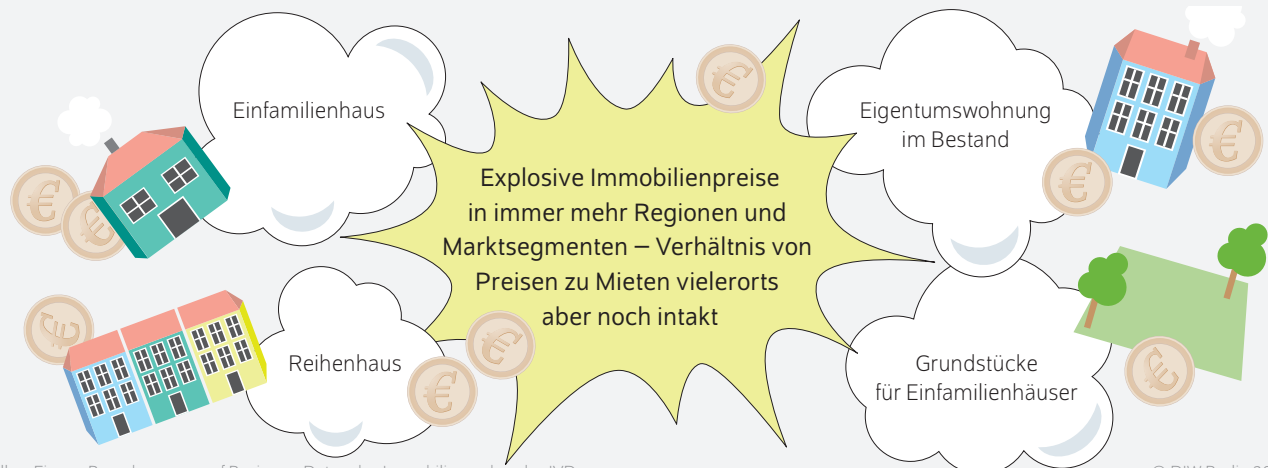 Einfamilienhaus
Eigentumswohnung
im Bestand
Explosive Immobilienpreise
in immer mehr Regionen und
Marktsegmenten – Verhältnis von
Preisen zu Mieten vielerorts
aber noch intakt
Reihenhaus
Grundstücke
für Einfamilienhäuser
€
€
€
€
€
€
€
€
€